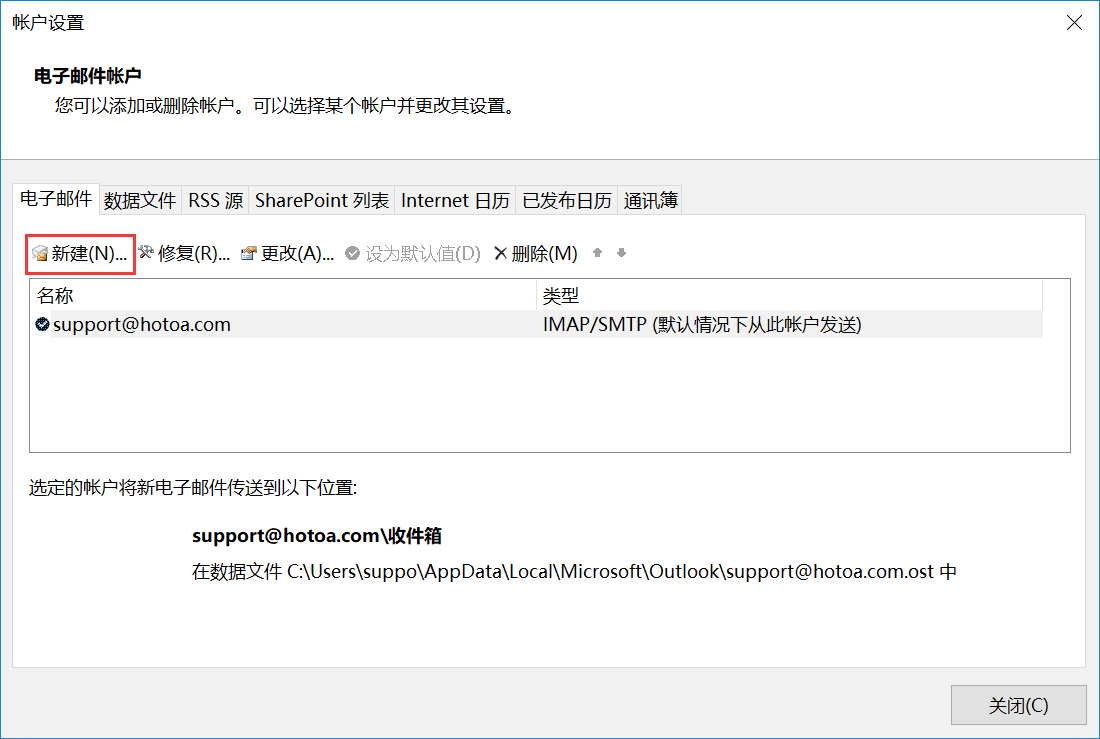 帐户设置
电子邮件帐户
您可以添加或删除帐户。可以选择某个帐户并更改其设置。
电子邮件 数据文件 RSS 源 SharePoint 列表 Internet 日历 已发布日历 通讯簿
新建(N)... 修复(R)... 更改(A)... 设为默认值(D) 删除(M)
名称 类型
support@hotoa.com IMAP/SMTP (默认情况下从此帐户发送)
选定的帐户将新电子邮件传送到以下位置:
support@hotoa.com\收件箱
在数据文件 C:\Users\suppo\AppData\Local\Microsoft\Outlook\support@hotoa.com.ost 中
关闭(C)